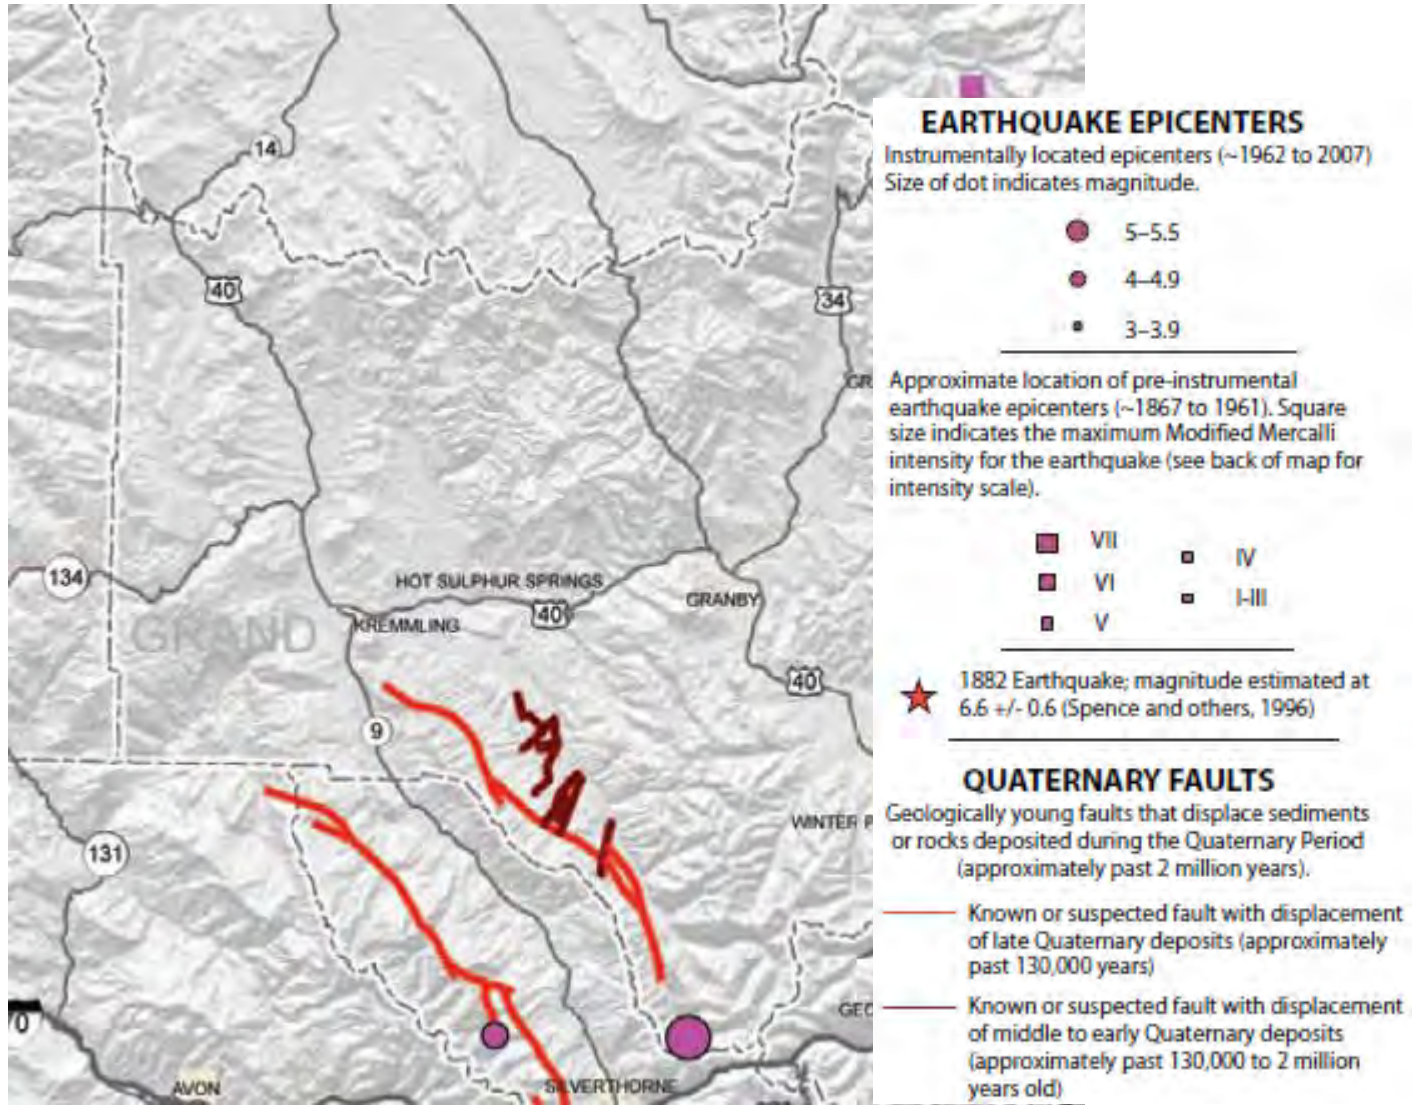 14
40
34
134
HOT SULPHUR SPRINGS
40
GRANBY
KREMMLING
GRAND
40
9
WINTER P
131
GEO
0
AVON
SILVERTHORNE
GR
EARTHQUAKE EPICENTERS
Instrumentally located epicenters (~1962 to 2007)
Size of dot indicates magnitude.
5–5.5
4–4.9
3–3.9
Approximate location of pre-instrumental
earthquake epicenters (~1867 to 1961). Square
size indicates the maximum Modified Mercalli
intensity for the earthquake (see back of map for
intensity scale).
VII
IV
VI
I-III
V
1882 Earthquake; magnitude estimated at
6.6 +/- 0.6 (Spence and others, 1996)
QUATERNARY FAULTS
Geologically young faults that displace sediments
or rocks deposited during the Quaternary Period
(approximately past 2 million years).
Known or suspected fault with displacement
of late Quaternary deposits (approximately
past 130,000 years)
Known or suspected fault with displacement
of middle to early Quaternary deposits
(approximately past 130,000 to 2 million
years old)